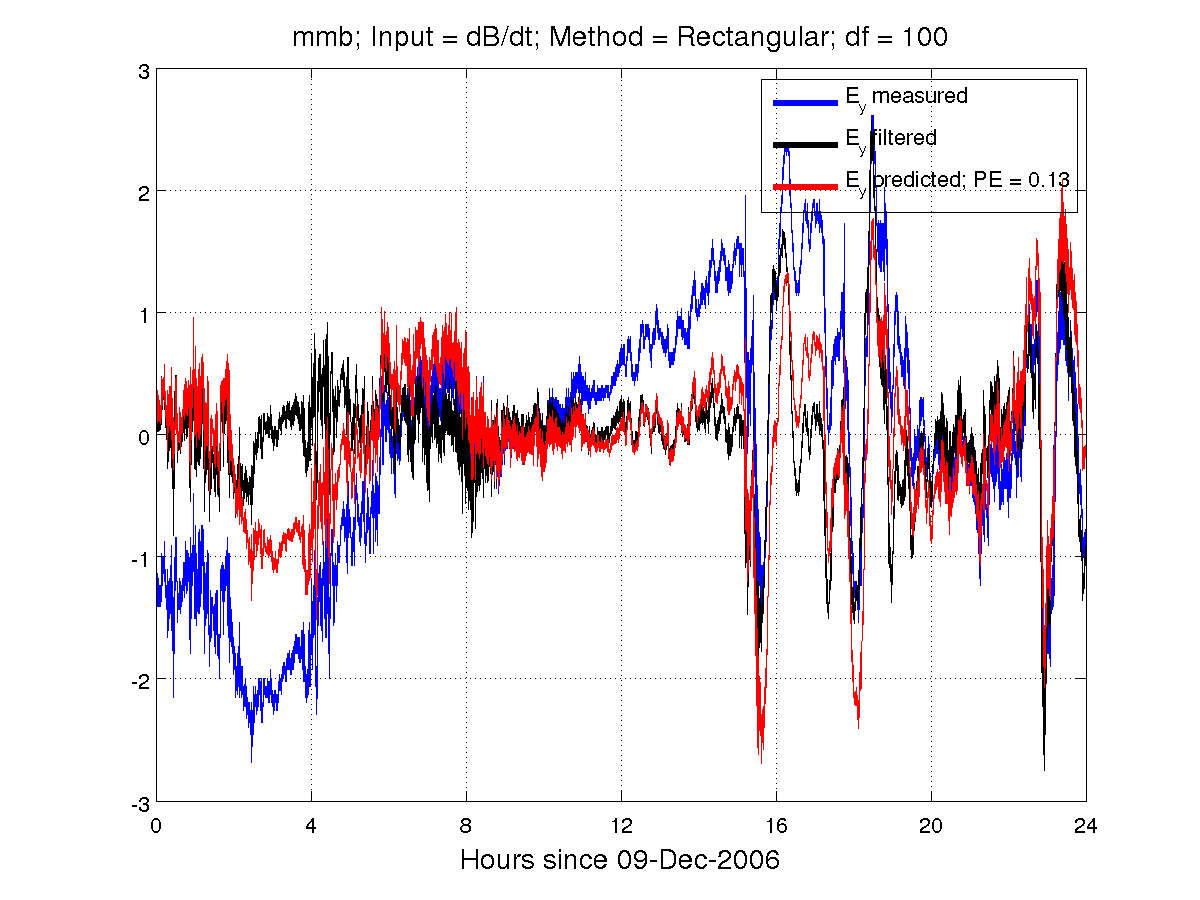 mmb; Input = dB/dt; Method = Rectangular; df = 100
3
2
1
0
-1
-2
-3
E_y measured
E_y filtered
E_y predicted; PE = 0.13
0 4 8 12 16 20 24
Hours since 09-Dec-2006